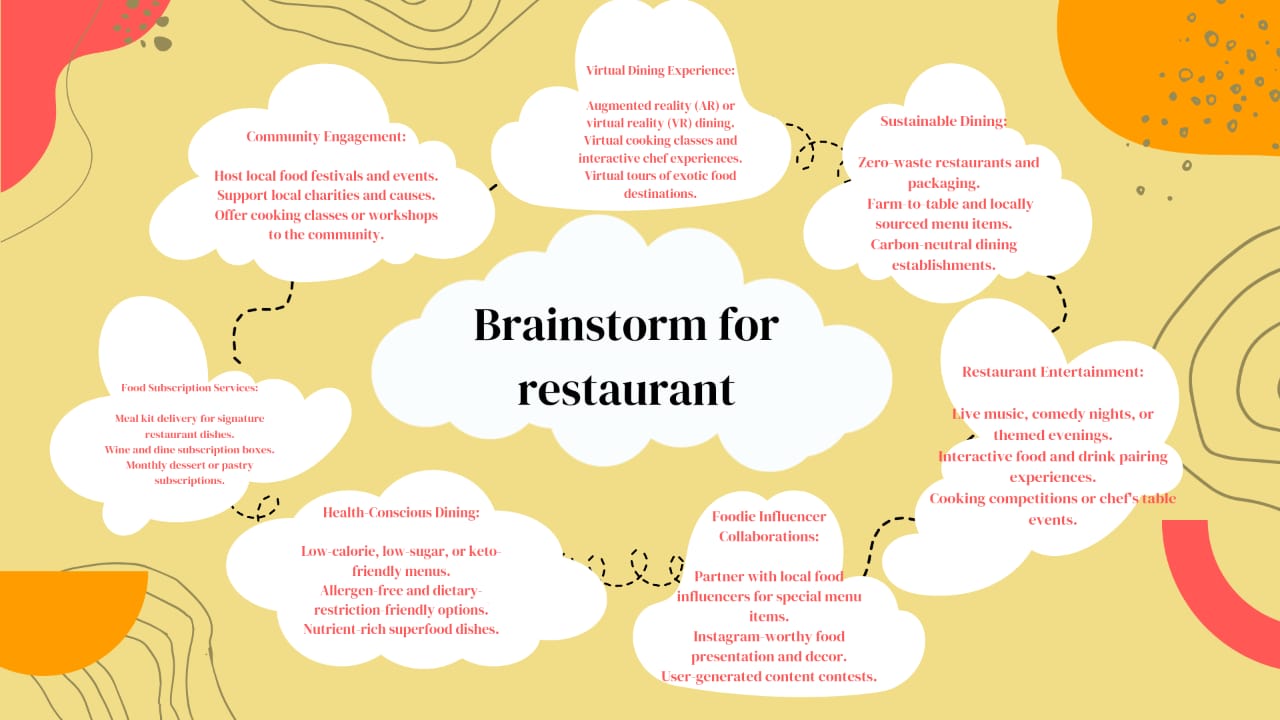 Brainstorm for
restaurant
Virtual Dining Experience:
Augmented reality (AR) or
virtual reality (VR) dining.
Virtual cooking classes and
interactive chef experiences.
Virtual tours of exotic food
destinations.
Sustainable Dining:
Zero-waste restaurants and
packaging.
Farm-to-table and locally
sourced menu items.
Carbon-neutral dining
establishments.
Restaurant Entertainment:
Live music, comedy nights, or
themed evenings.
Interactive food and drink pairing
experiences.
Cooking competitions or chef's table
events.
Foodie Influencer
Collaborations:
Partner with local food
influencers for special menu
items.
Instagram-worthy food
presentation and decor.
User-generated content contests.
Health-Conscious Dining:
Low-calorie, low-sugar, or keto-
friendly menus.
Allergen-free and dietary-
restriction-friendly options.
Nutrient-rich superfood dishes.
Food Subscription Services:
Meal kit delivery for signature
restaurant dishes.
Wine and dine subscription boxes.
Monthly dessert or pastry
subscriptions.
Community Engagement:
Host local food festivals and events.
Support local charities and causes.
Offer cooking classes or workshops
to the community.